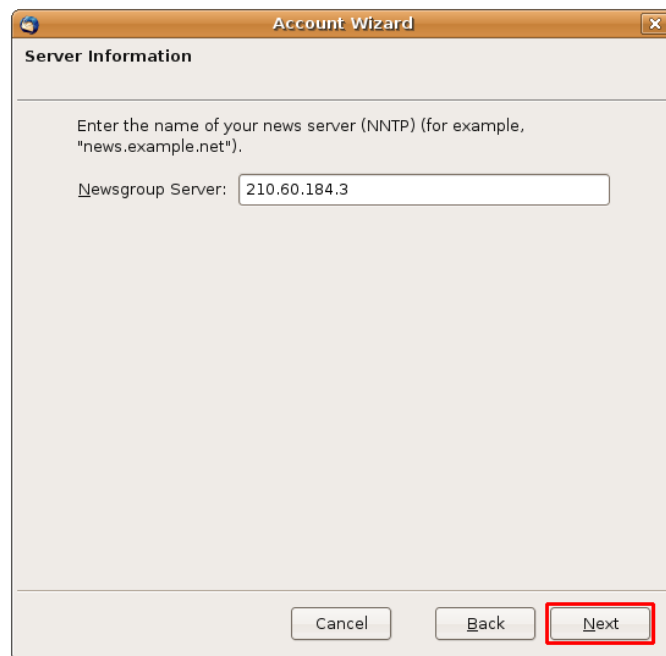 Account Wizard
Server Information
Enter the name of your news server (NNTP) (for example,
"news.example.net").
Newsgroup Server: 210.60.184.3
Cancel Back Next